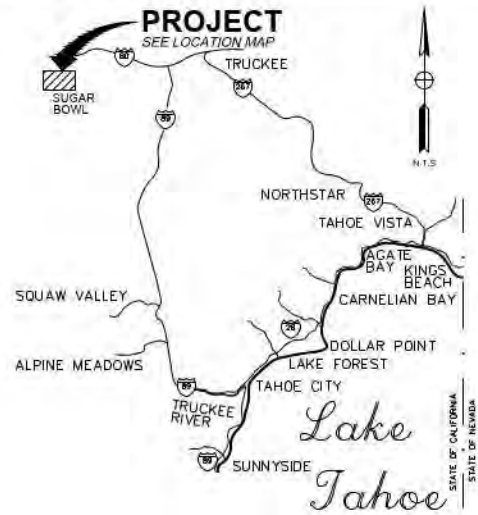 PROJECT
SEE LOCATION MAP
80
TRUCKEE
SUGAR
BOWL
267
89
N.T.S
NORTHSTAR
267
TAHOE VISTA
AGATE
BAY
KINGS
BEACH
SQUAW VALLEY
CARNELIAN BAY
28
DOLLAR POINT
ALPINE MEADOWS
LAKE FOREST
89
TAHOE CITY
TRUCKEE
RIVER
Lake
Tahoe
89
SUNNYSIDE
STATE OF CALIFORNIA
STATE OF NEVADA